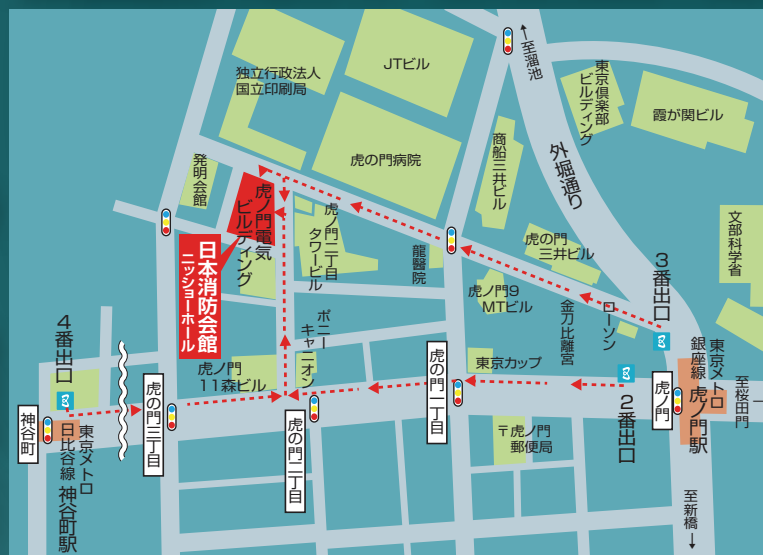 独立行政法人
国立印刷局
JTビル
↑至溜池
東京倶楽部
ビルディング
霞が関ビル
発明会館
虎の門病院
商船三井ビル
外堀通り
文部科学省
虎ノ門電気
ビルディング
虎ノ門二丁目
タワービル
龍醫院
虎の門
三井ビル
日本消防会館
ニッショーホール
3番出口
虎ノ門9
MTビル
金刀比離宮
ローソン
4番出口
ポニー
キャニオン
虎ノ門
11森ビル
虎の門一丁目
東京カップ
2番出口
虎ノ門
東京メトロ
銀座線
虎ノ門駅
至桜田門
神谷町
東京メトロ
日比谷線
神谷町駅
虎の門三丁目
虎の門二丁目
〒虎ノ門
郵便局
至新橋→